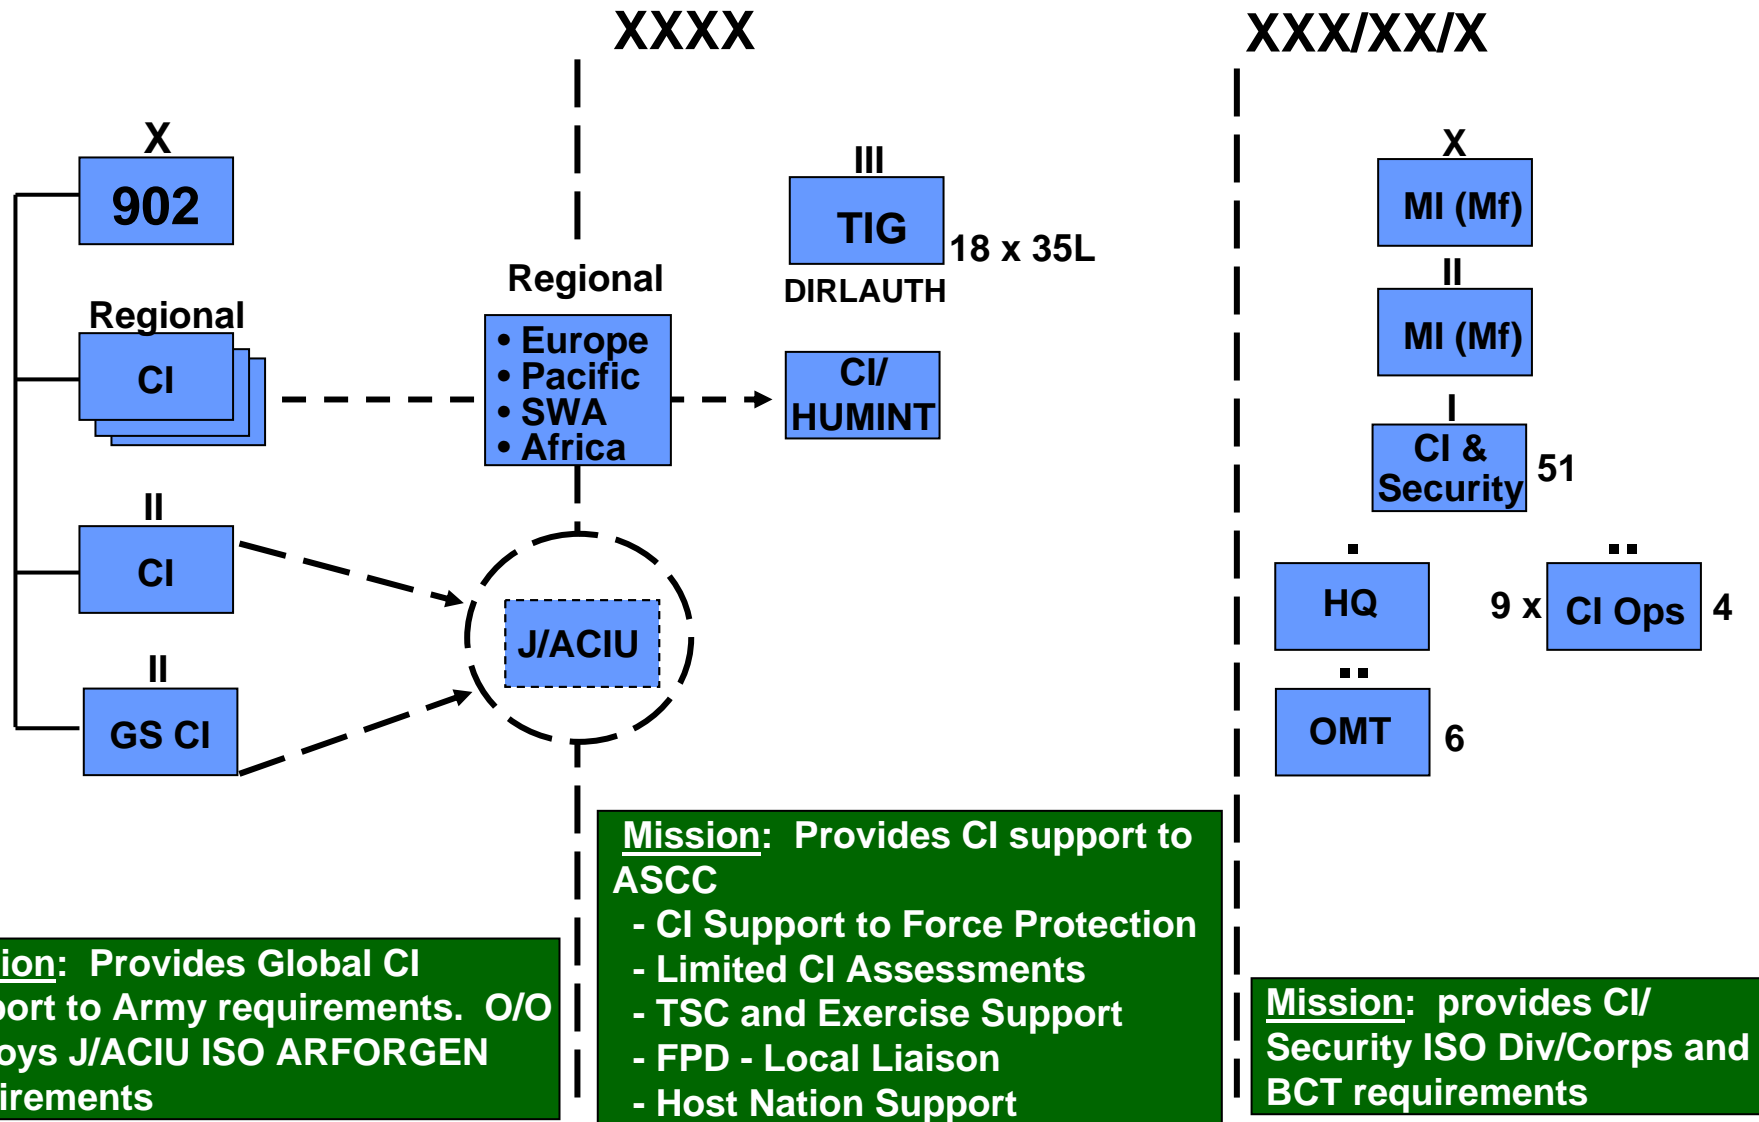 XXXX
XXX/XX/X
X
902
Regional
CI
II
CI
II
GS CI
Regional
• Europe
• Pacific
• SWA
• Africa
J/ACIU
III
TIG
18 x 35L
DIRLAUTH
CI/
HUMINT
X
MI (Mf)
II
MI (Mf)
I
CI &
Security
51
HQ
9 x
CI Ops
4
OMT
6
ion: Provides Global CI
port to Army requirements. O/O
oys J/ACIU ISO ARFORGEN
irements
Mission: Provides CI support to
ASCC
- CI Support to Force Protection
- Limited CI Assessments
- TSC and Exercise Support
- FPD - Local Liaison
- Host Nation Support
Mission: provides CI/
Security ISO Div/Corps and
BCT requirements